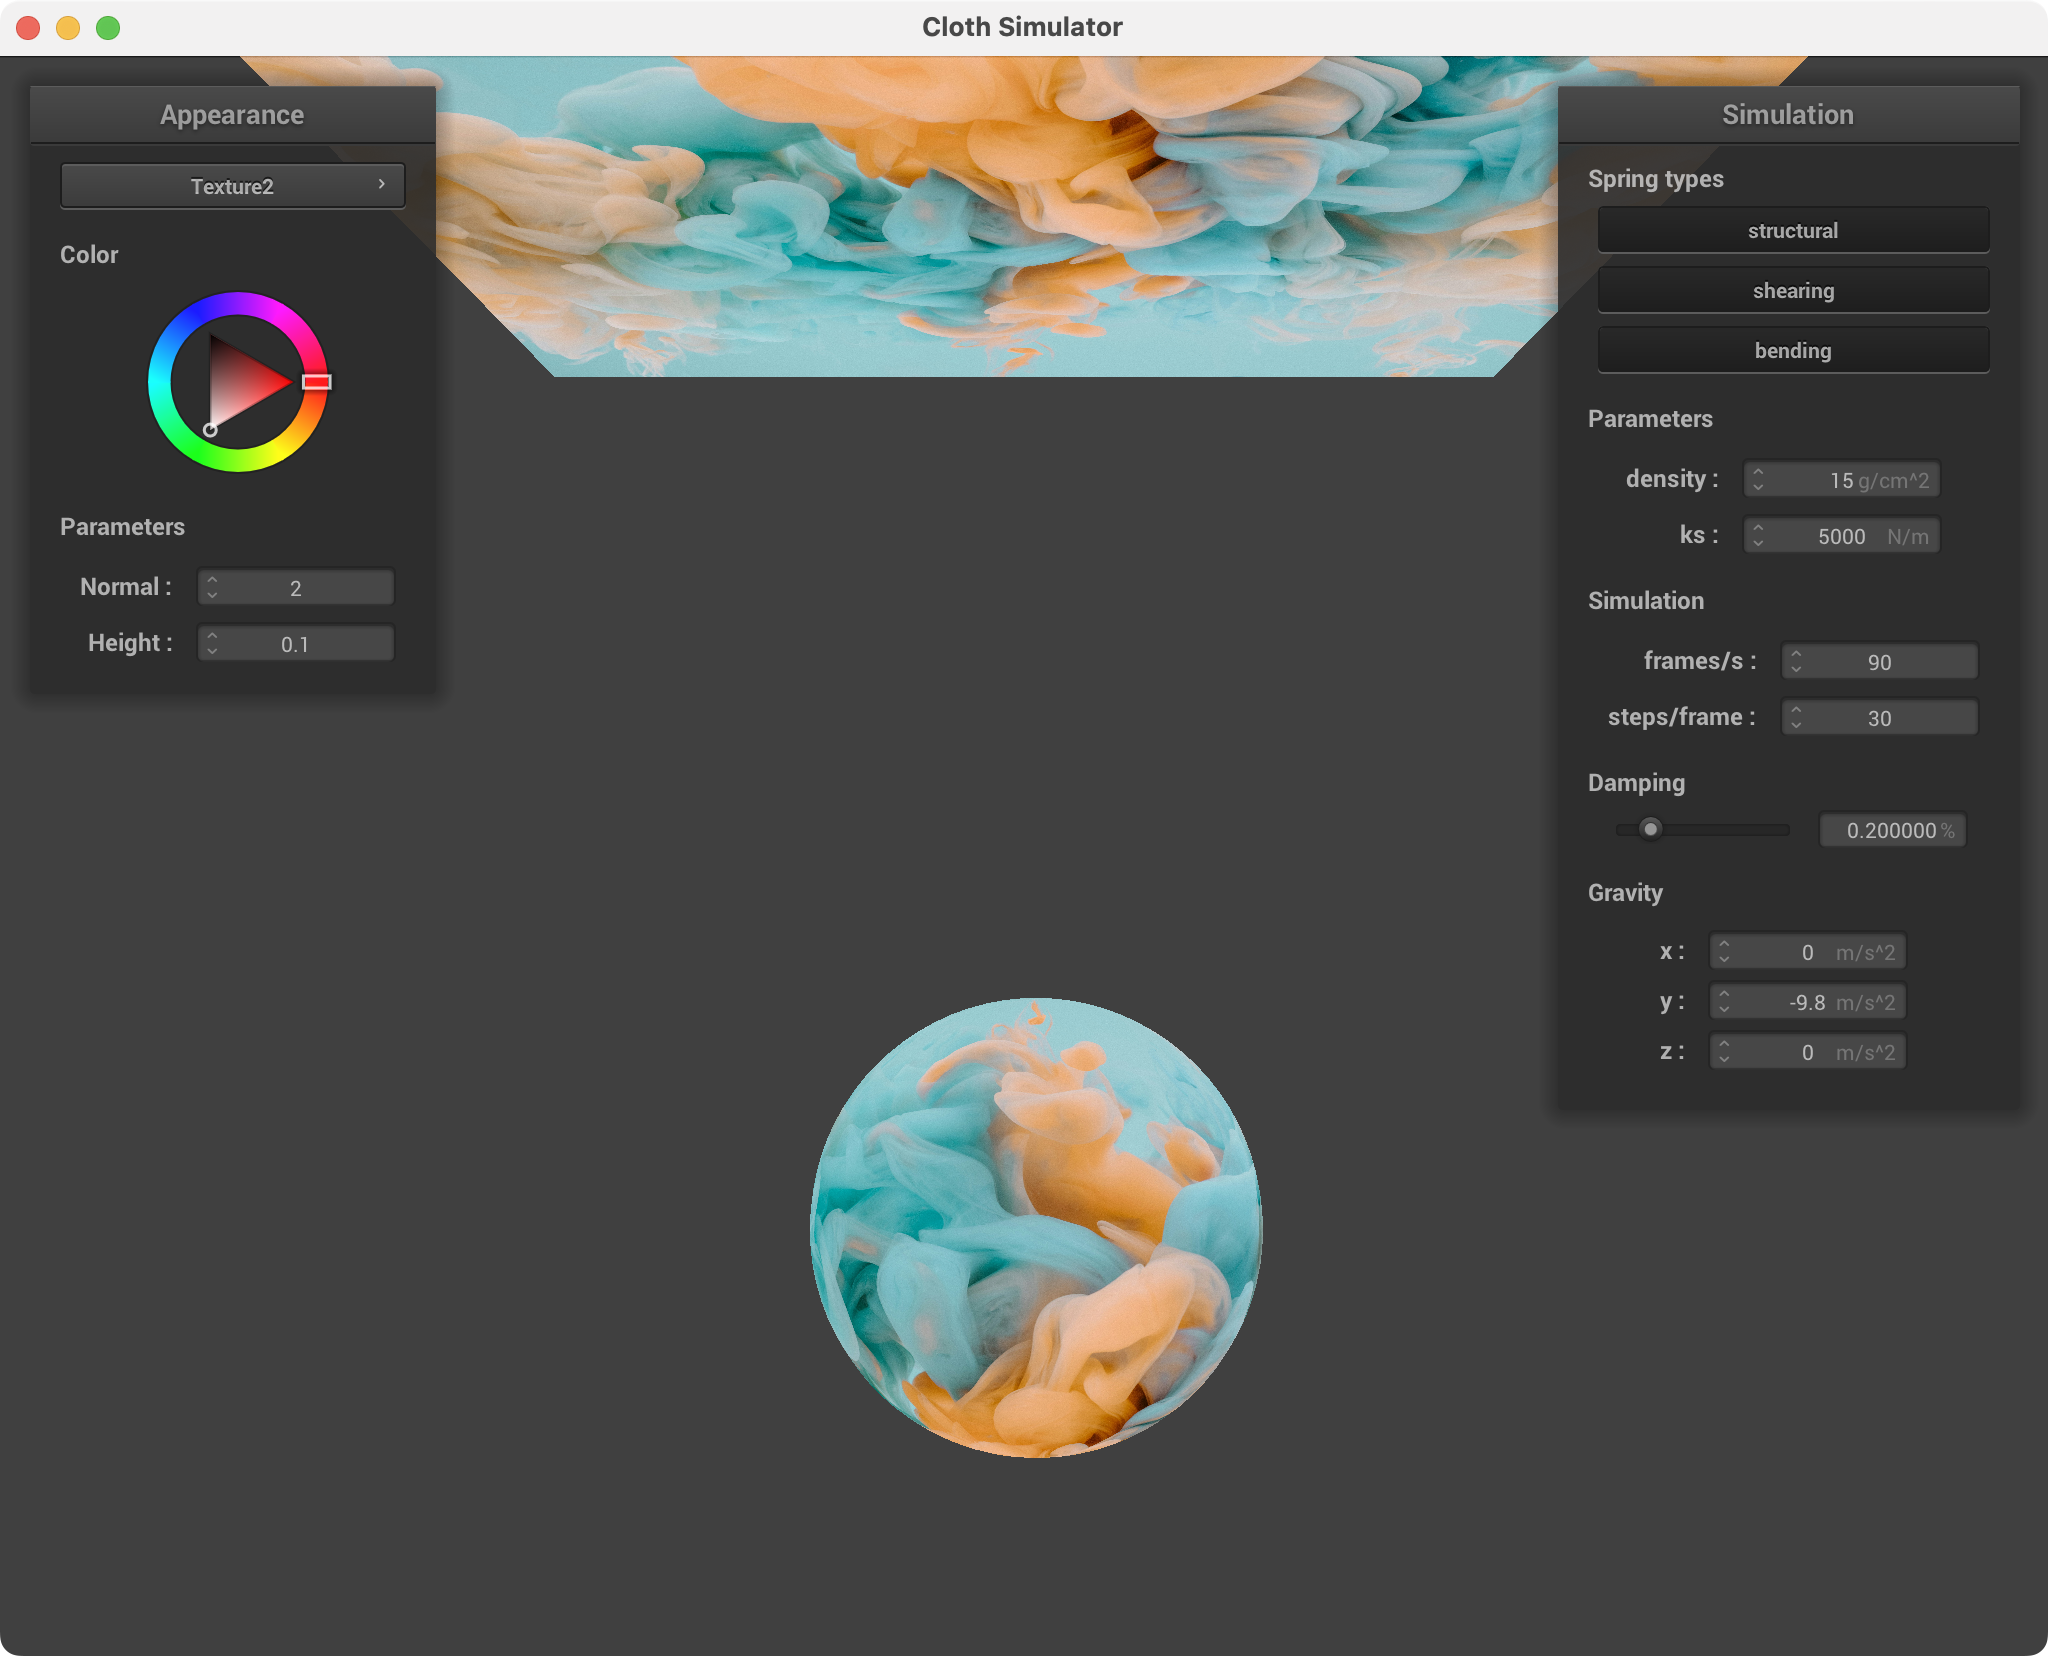 Cloth Simulator
Appearance
Texture2
Color
Parameters
Normal : 2
Height : 0.1
Simulation
Spring types
structural
shearing
bending
Parameters
density : 15 g/cm^2
ks : 5000 N/m
Simulation
frames/s : 90
steps/frame : 30
Damping
0.200000 %
Gravity
x : 0 m/s^2
y : -9.8 m/s^2
z : 0 m/s^2